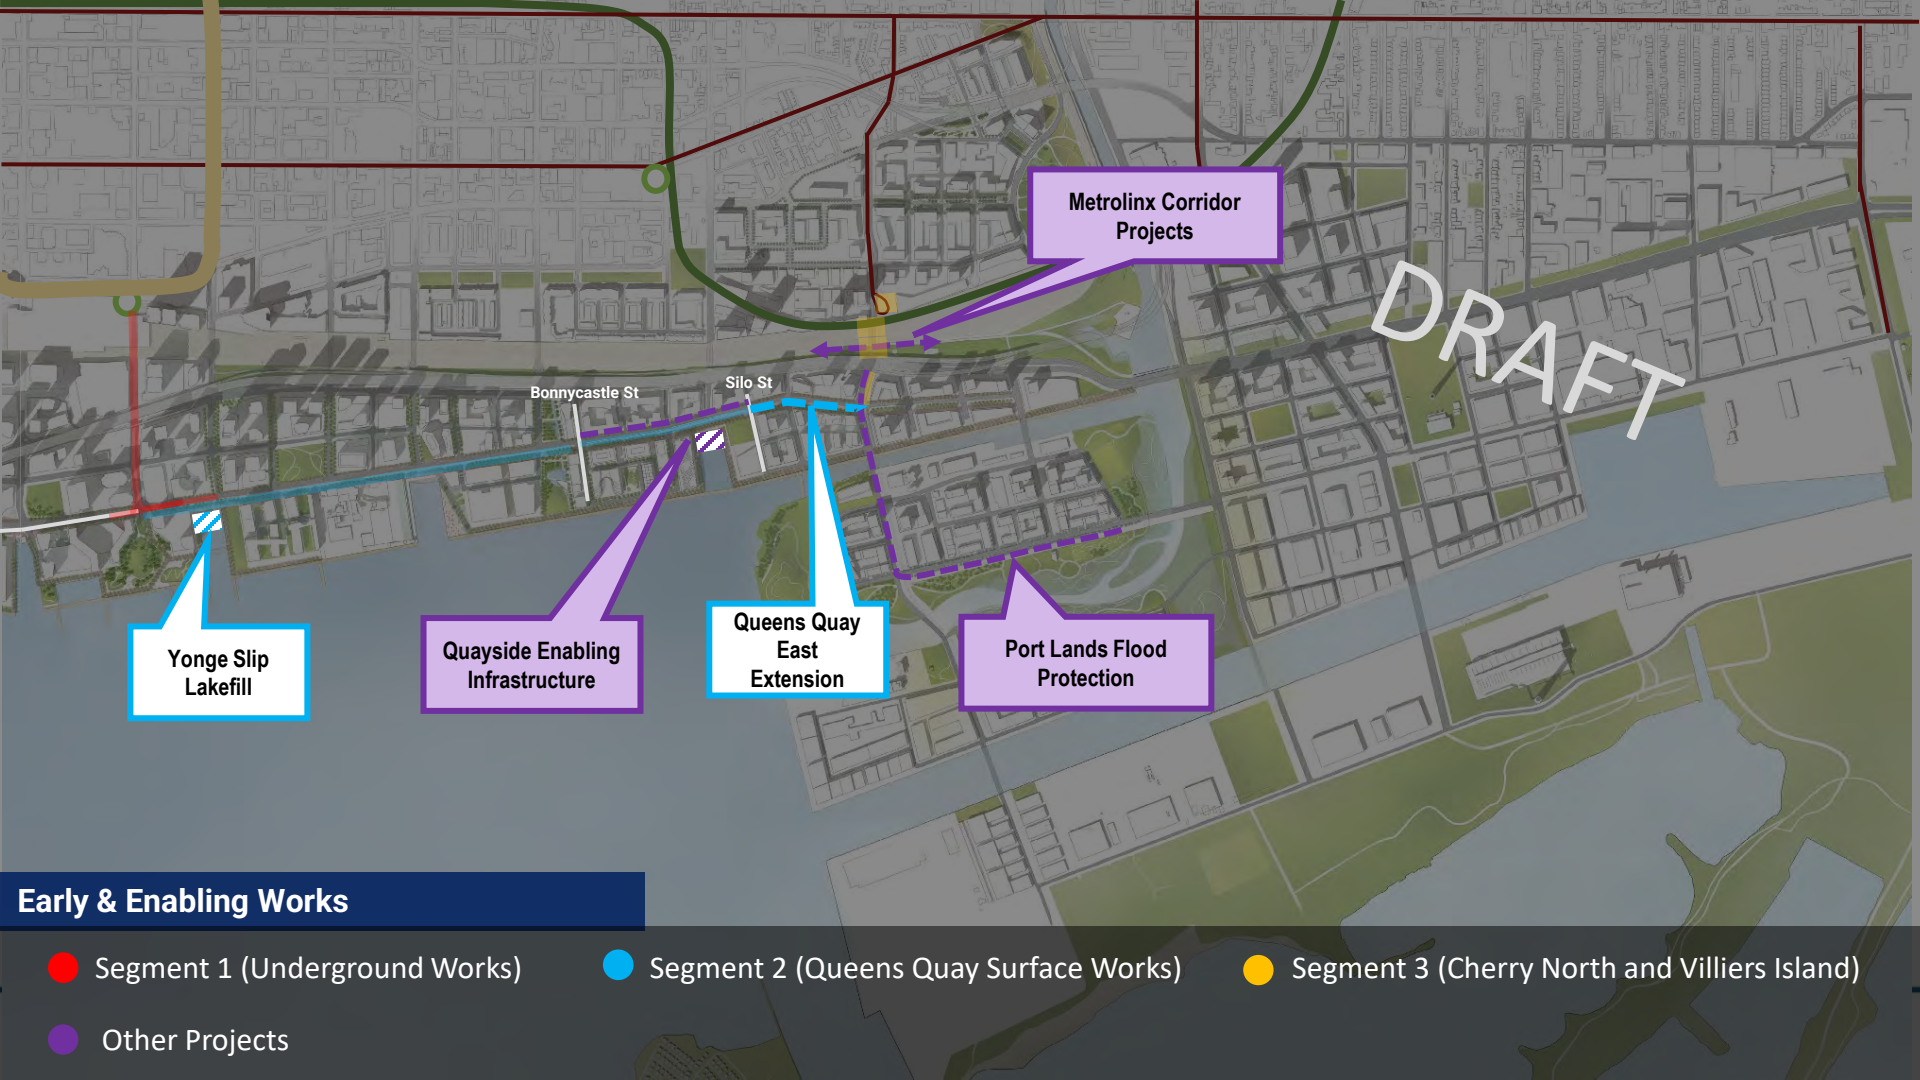 Metrolinx Corridor
Projects
DRAFT
Bonnycastle St
Silo St
Yonge Slip
Lakefill
Quayside Enabling
Infrastructure
Queens Quay
East
Extension
Port Lands Flood
Protection
Early & Enabling Works
Segment 1 (Underground Works)
Segment 2 (Queens Quay Surface Works)
Segment 3 (Cherry North and Villiers Island)
Other Projects